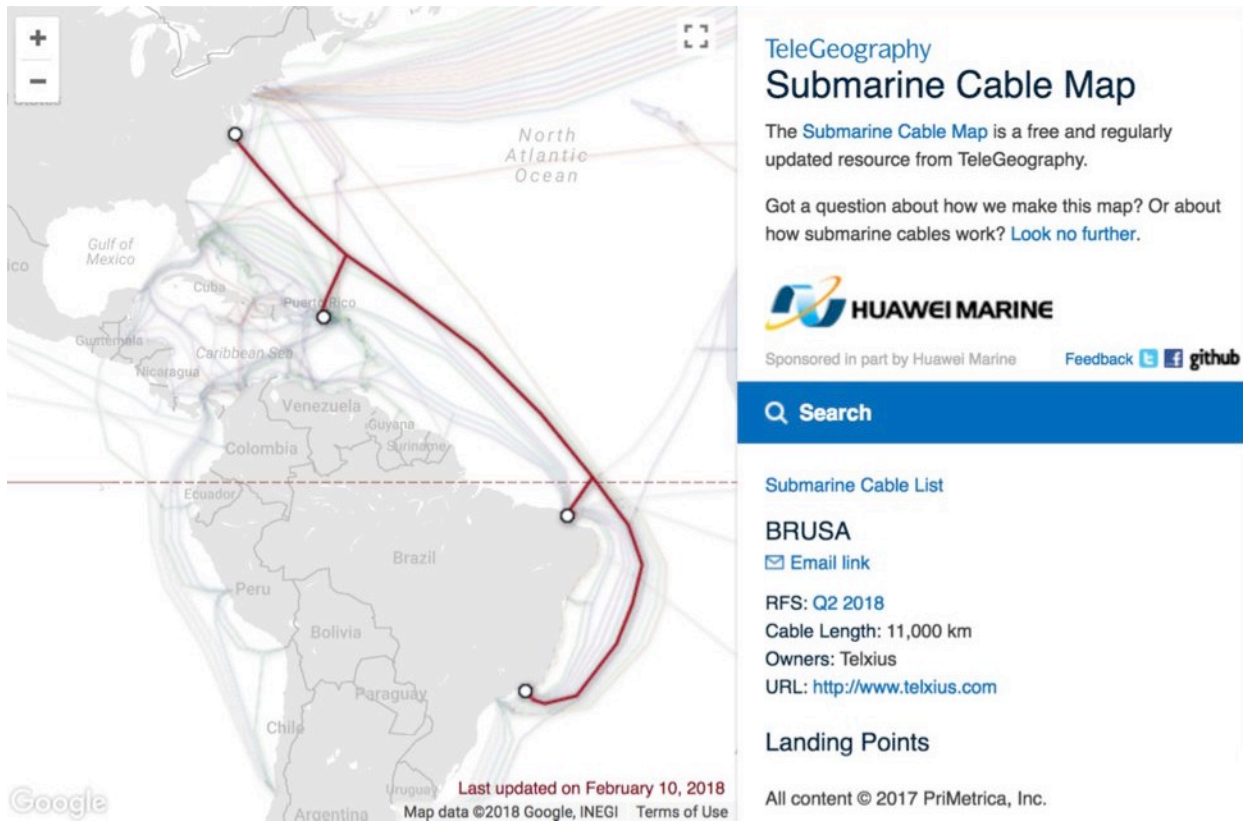 +
−
States
North
Atlantic
Ocean
Gulf of
Mexico
ico
Cuba
Puerto Rico
Guatemala
Caribbean Sea
Nicaragua
Venezuela
Guyana
Suriname
Colombia
Ecuador
Brazil
Peru
Bolivia
Paraguay
Chile
Uruguay
Argentina
Last updated on February 10, 2018
Google
Map data ©2018 Google, INEGI Terms of Use
TeleGeography
Submarine Cable Map
The Submarine Cable Map is a free and regularly
updated resource from TeleGeography.
Got a question about how we make this map? Or about
how submarine cables work? Look no further.
HUAWEI MARINE
Sponsored in part by Huawei Marine Feedback github
Search
Submarine Cable List
BRUSA
Email link
RFS: Q2 2018
Cable Length: 11,000 km
Owners: Telxius
URL: http://www.telxius.com
Landing Points
All content © 2017 PriMetrica, Inc.